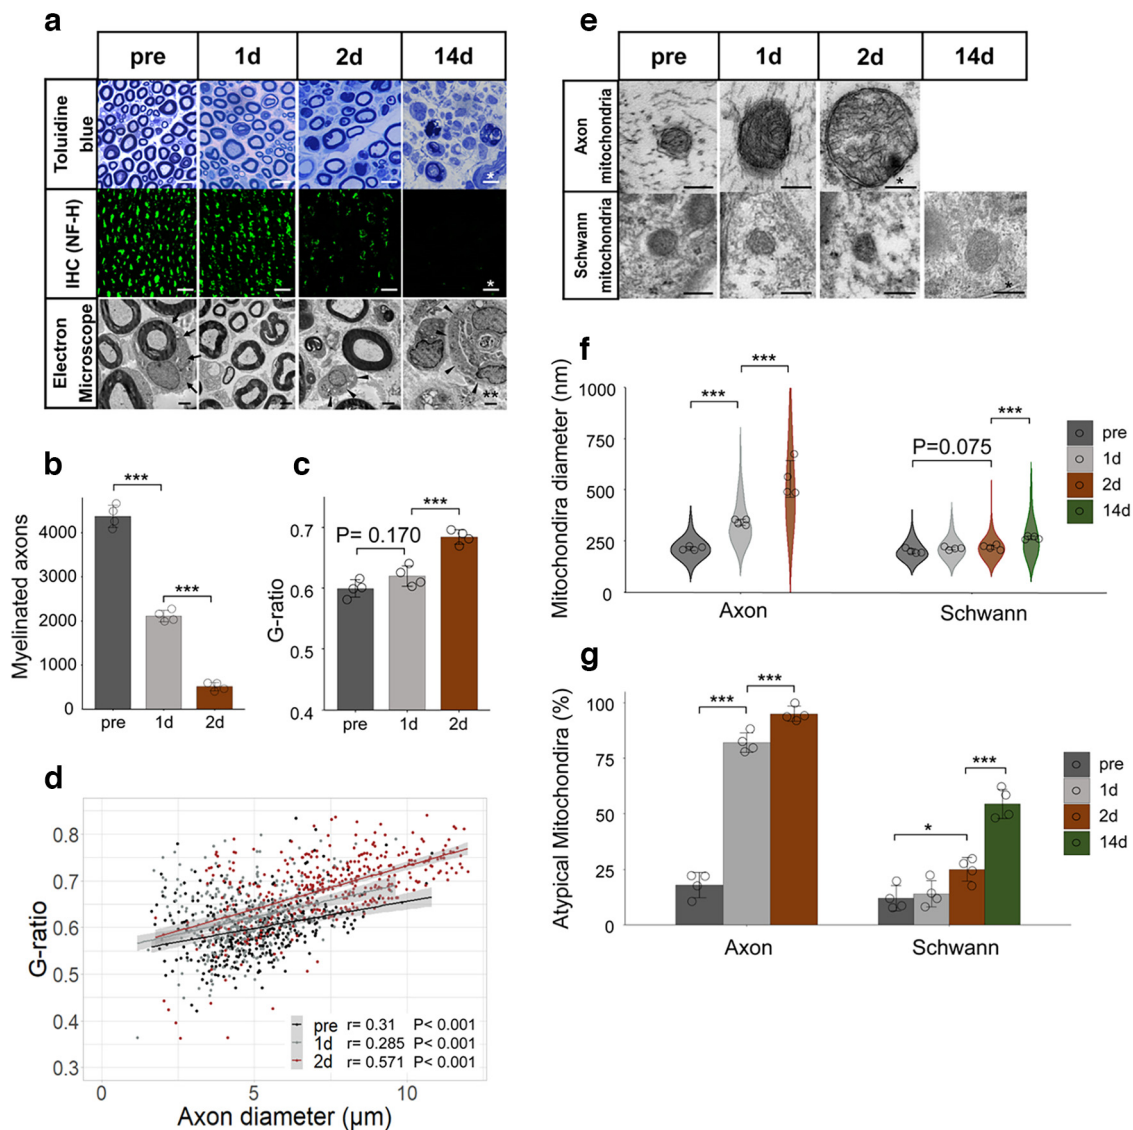 a
pre 1d 2d 14d
Toluidine
blue
*
IHC (NF-H)
*
Electron
Microscope
**
e
pre 1d 2d 14d
Axon
mitochondria
*
Schwann
mitochondria
*
b
Myelinated axons
***
***
4000
3000
2000
1000
0
pre 1d 2d
c
G-ratio
***
P= 0.170
0.7
0.6
0.6
0.4
pre 1d 2d
d
G-ratio
0.8
0.7
0.6
0.5
0.4
0.3
pre r= 0.31 P< 0.001
1d r= 0.285 P< 0.001
2d r= 0.571 P< 0.001
0 5 10
Axon diameter (μm)
f
Mitochondira diameter (nm)
1000
750
500
250
0
***
***
P=0.075
***
Axon Schwann
pre
1d
2d
14d
g
Atypical Mitochondira (%)
100
75
50
25
0
***
***
*
***
Axon Schwann
pre
1d
2d
14d